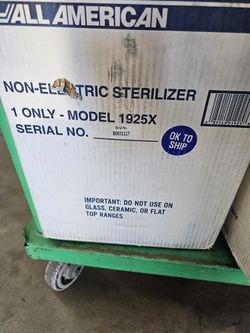 ALL AMERICAN
NON-ELECTRIC STERILIZER
1 ONLY - MODEL 1925X
SERIAL NO.
OK TO
SHIP
IMPORTANT: DO NOT USE ON
GLASS, CERAMIC, OR FLAT
TOP RANGES